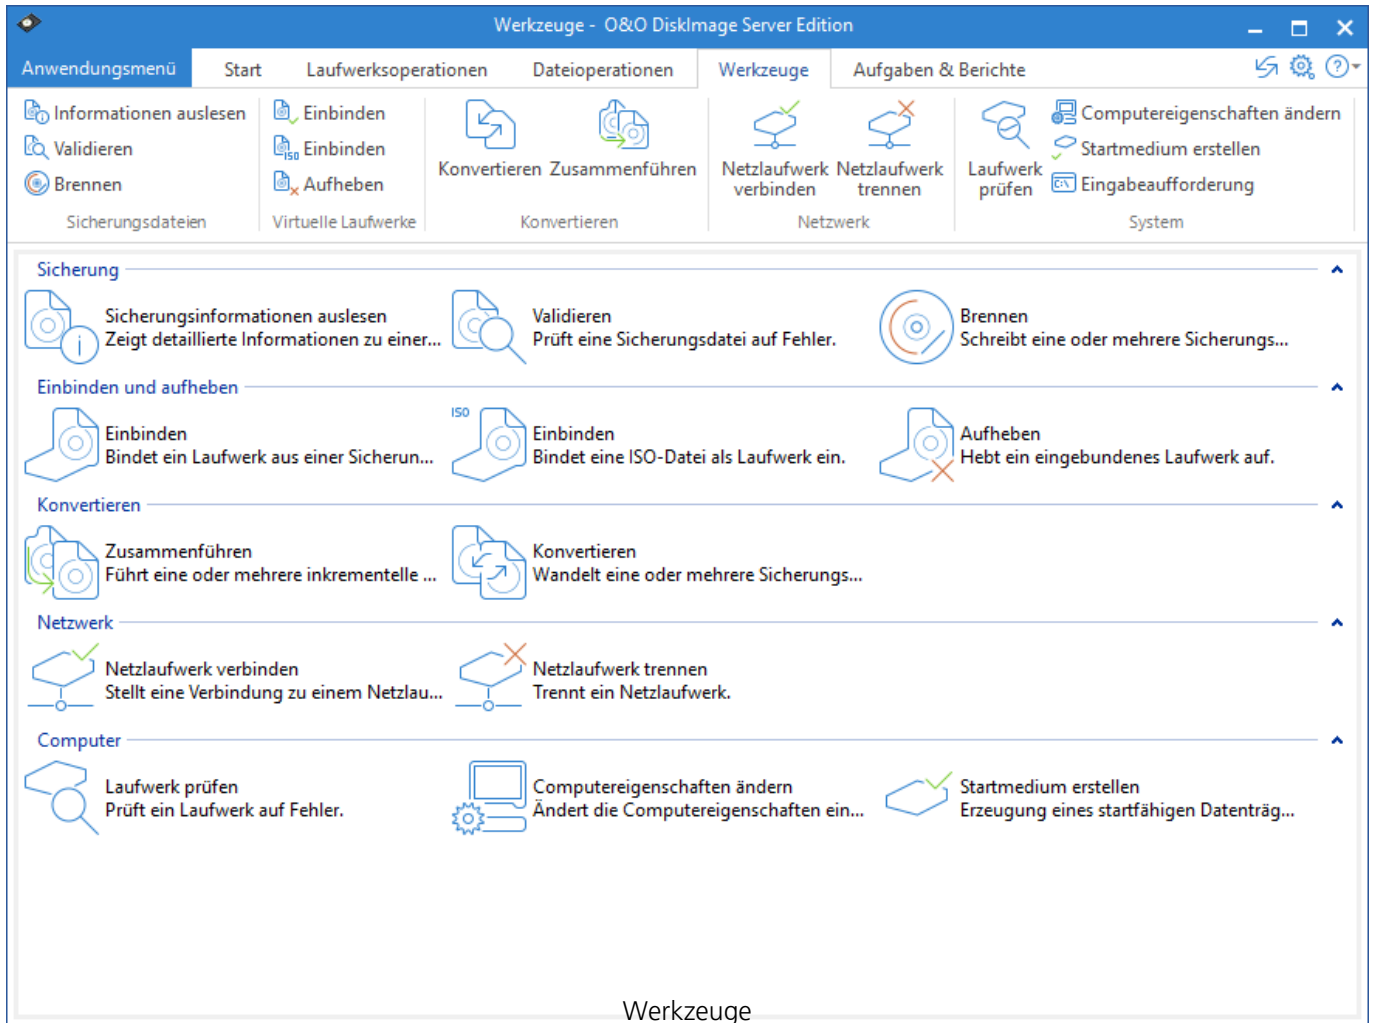 Werkzeuge - O&O DiskImage Server Edition
Anwendungsmenü Start Laufwerksoperationen Dateioperationen Werkzeuge Aufgaben & Berichte
Informationen auslesen
Validieren
Brennen
Sicherungsdateien
Einbinden
ISO Einbinden
Aufheben
Virtuelle Laufwerke
Konvertieren Zusammenführen
Konvertieren
Netzlaufwerk verbinden
Netzlaufwerk trennen
Netzwerk
Laufwerk prüfen
Computereigenschaften ändern
Startmedium erstellen
C:\ Eingabeaufforderung
System
Sicherung
Sicherungsinformationen auslesen
Zeigt detaillierte Informationen zu einer...
Validieren
Prüft eine Sicherungsdatei auf Fehler.
Brennen
Schreibt eine oder mehrere Sicherungs...
Einbinden und aufheben
Einbinden
Bindet ein Laufwerk aus einer Sicherun...
ISO
Einbinden
Bindet eine ISO-Datei als Laufwerk ein.
Aufheben
Hebt ein eingebundenes Laufwerk auf.
Konvertieren
Zusammenführen
Führt eine oder mehrere inkrementelle ...
Konvertieren
Wandelt eine oder mehrere Sicherungs...
Netzwerk
Netzlaufwerk verbinden
Stellt eine Verbindung zu einem Netzlau...
Netzlaufwerk trennen
Trennt ein Netzlaufwerk.
Computer
Laufwerk prüfen
Prüft ein Laufwerk auf Fehler.
Computereigenschaften ändern
Ändert die Computereigenschaften ein...
Startmedium erstellen
Erzeugung eines startfähigen Datenträg...
Werkzeuge